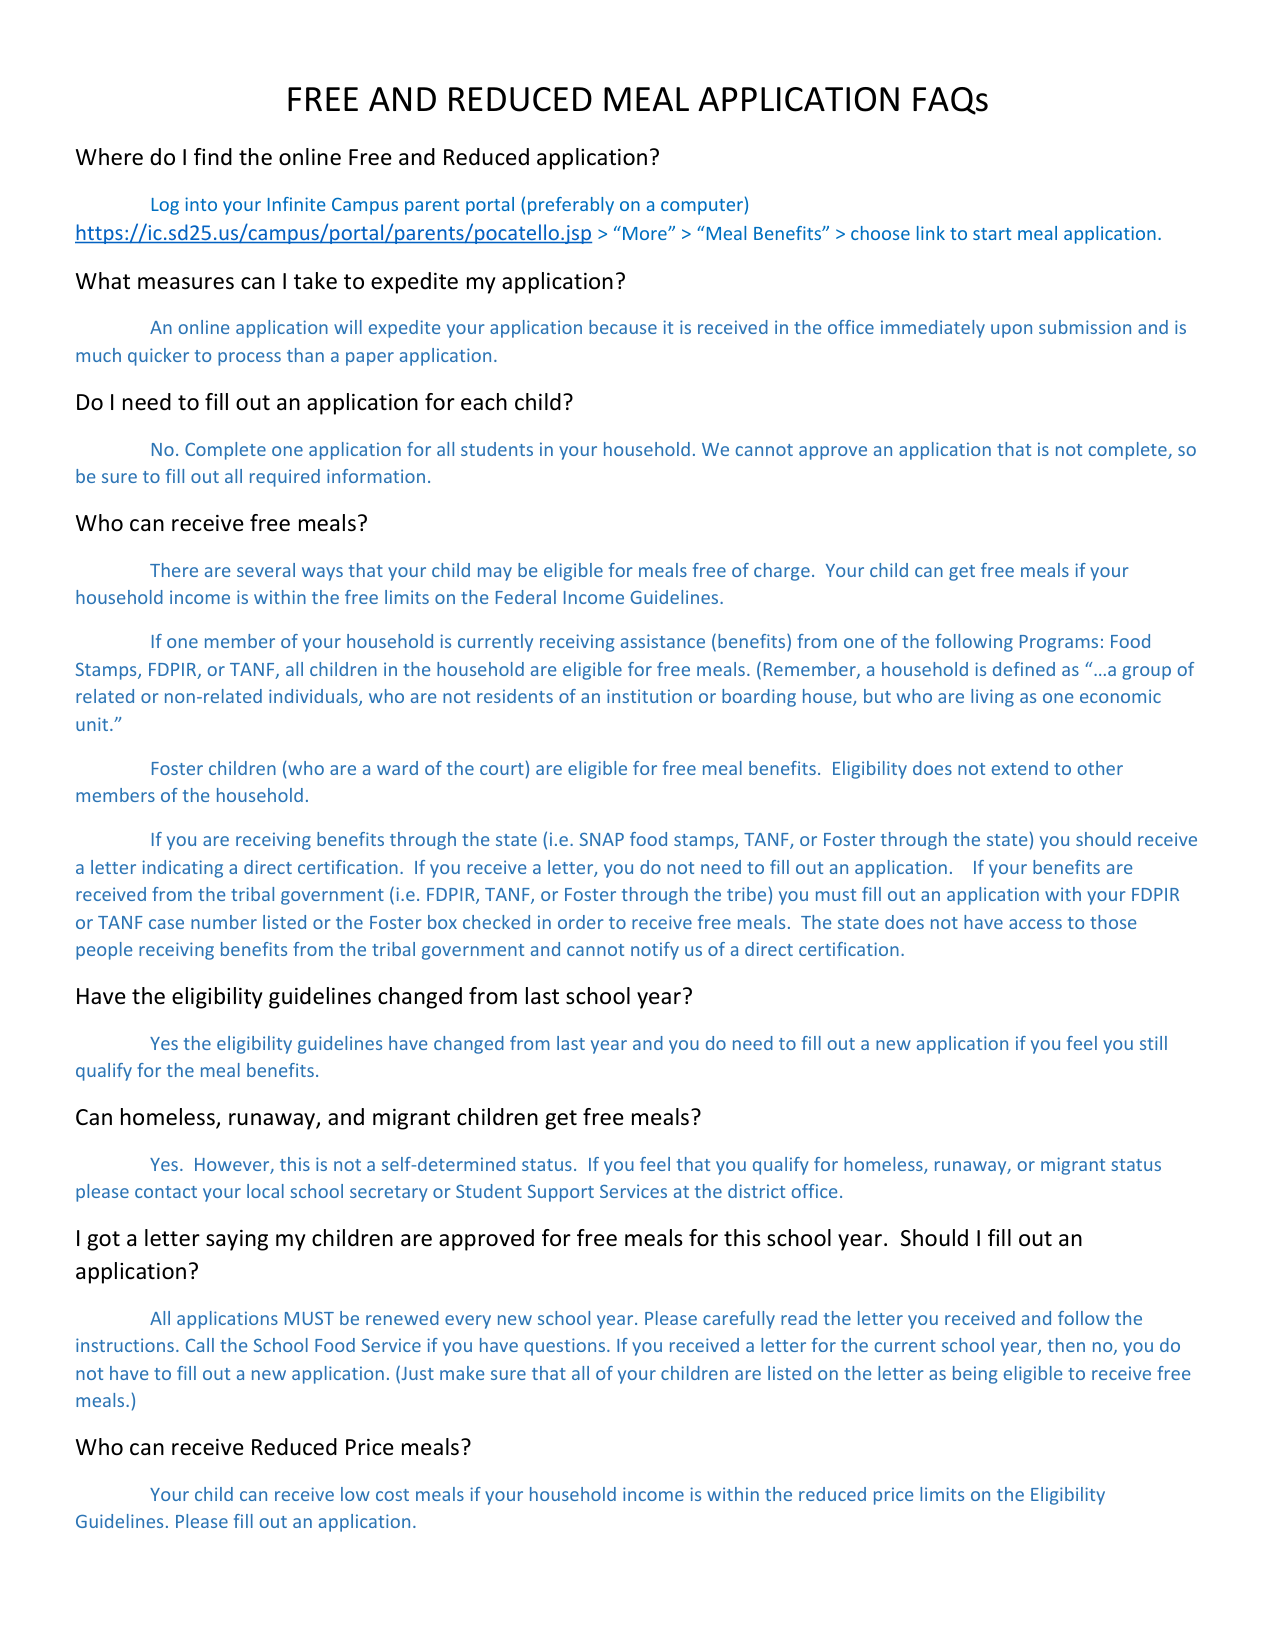 FREE AND REDUCED MEAL APPLICATION FAQs
Where do I find the online Free and Reduced application?
Log into your Infinite Campus parent portal (preferably on a computer)
https://ic.sd25.us/campus/portal/parents/pocatello.jsp > “More” > “Meal Benefits” > choose link to start meal application.
What measures can I take to expedite my application?
An online application will expedite your application because it is received in the office immediately upon submission and is
much quicker to process than a paper application.
Do I need to fill out an application for each child?
No. Complete one application for all students in your household. We cannot approve an application that is not complete, so
be sure to fill out all required information.
Who can receive free meals?
There are several ways that your child may be eligible for meals free of charge.  Your child can get free meals if your
household income is within the free limits on the Federal Income Guidelines.
If one member of your household is currently receiving assistance (benefits) from one of the following Programs: Food
Stamps, FDPIR, or TANF, all children in the household are eligible for free meals. (Remember, a household is defined as “…a group of
related or non-related individuals, who are not residents of an institution or boarding house, but who are living as one economic
unit.”
Foster children (who are a ward of the court) are eligible for free meal benefits.  Eligibility does not extend to other
members of the household.
If you are receiving benefits through the state (i.e. SNAP food stamps, TANF, or Foster through the state) you should receive
a letter indicating a direct certification.  If you receive a letter, you do not need to fill out an application.    If your benefits are
received from the tribal government (i.e. FDPIR, TANF, or Foster through the tribe) you must fill out an application with your FDPIR
or TANF case number listed or the Foster box checked in order to receive free meals.  The state does not have access to those
people receiving benefits from the tribal government and cannot notify us of a direct certification.
Have the eligibility guidelines changed from last school year?
Yes the eligibility guidelines have changed from last year and you do need to fill out a new application if you feel you still
qualify for the meal benefits.
Can homeless, runaway, and migrant children get free meals?
Yes.  However, this is not a self-determined status.  If you feel that you qualify for homeless, runaway, or migrant status
please contact your local school secretary or Student Support Services at the district office.
I got a letter saying my children are approved for free meals for this school year.  Should I fill out an
application?
All applications MUST be renewed every new school year. Please carefully read the letter you received and follow the
instructions. Call the School Food Service if you have questions. If you received a letter for the current school year, then no, you do
not have to fill out a new application. (Just make sure that all of your children are listed on the letter as being eligible to receive free
meals.)
Who can receive Reduced Price meals?
Your child can receive low cost meals if your household income is within the reduced price limits on the Eligibility
Guidelines. Please fill out an application.